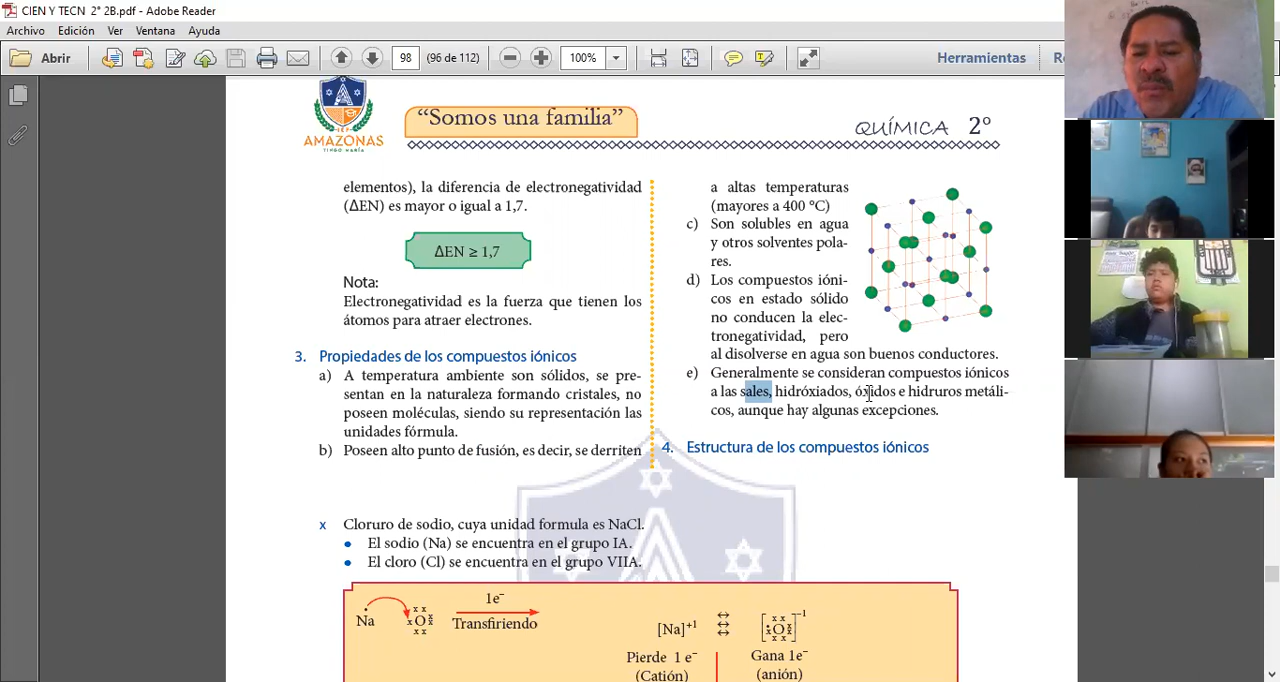 CIEN Y TECN 2° 2B.pdf - Adobe Reader
Archivo Edición Ver Ventana Ayuda
Abrir 98 (96 de 112) 100% Herramientas
AMAZONAS
TINGO MARÍA
“Somos una familia”
QUÍMICA 2°
elementos), la diferencia de electronegatividad
(ΔEN) es mayor o igual a 1,7.
ΔEN ≥ 1,7
Nota:
Electronegatividad es la fuerza que tienen los
átomos para atraer electrones.
3. Propiedades de los compuestos iónicos
a) A temperatura ambiente son sólidos, se pre-
sentan en la naturaleza formando cristales, no
poseen moléculas, siendo su representación las
unidades fórmula.
b) Poseen alto punto de fusión, es decir, se derriten
a altas temperaturas
(mayores a 400 °C)
c) Son solubles en agua
y otros solventes pola-
res.
d) Los compuestos ióni-
cos en estado sólido
no conducen la elec-
tronegatividad, pero
al disolverse en agua son buenos conductores.
e) Generalmente se consideran compuestos iónicos
a las sales, hidróxiados, óxidos e hidruros metáli-
cos, aunque hay algunas excepciones.
4. Estructura de los compuestos iónicos
x Cloruro de sodio, cuya unidad formula es NaCl.
• El sodio (Na) se encuentra en el grupo IA.
• El cloro (Cl) se encuentra en el grupo VIIA.
Na O 1e⁻
Transfiriendo
[Na]⁺¹ ↔ [O]⁻¹
Pierde 1 e⁻ Gana 1e⁻
(Catión) (anión)